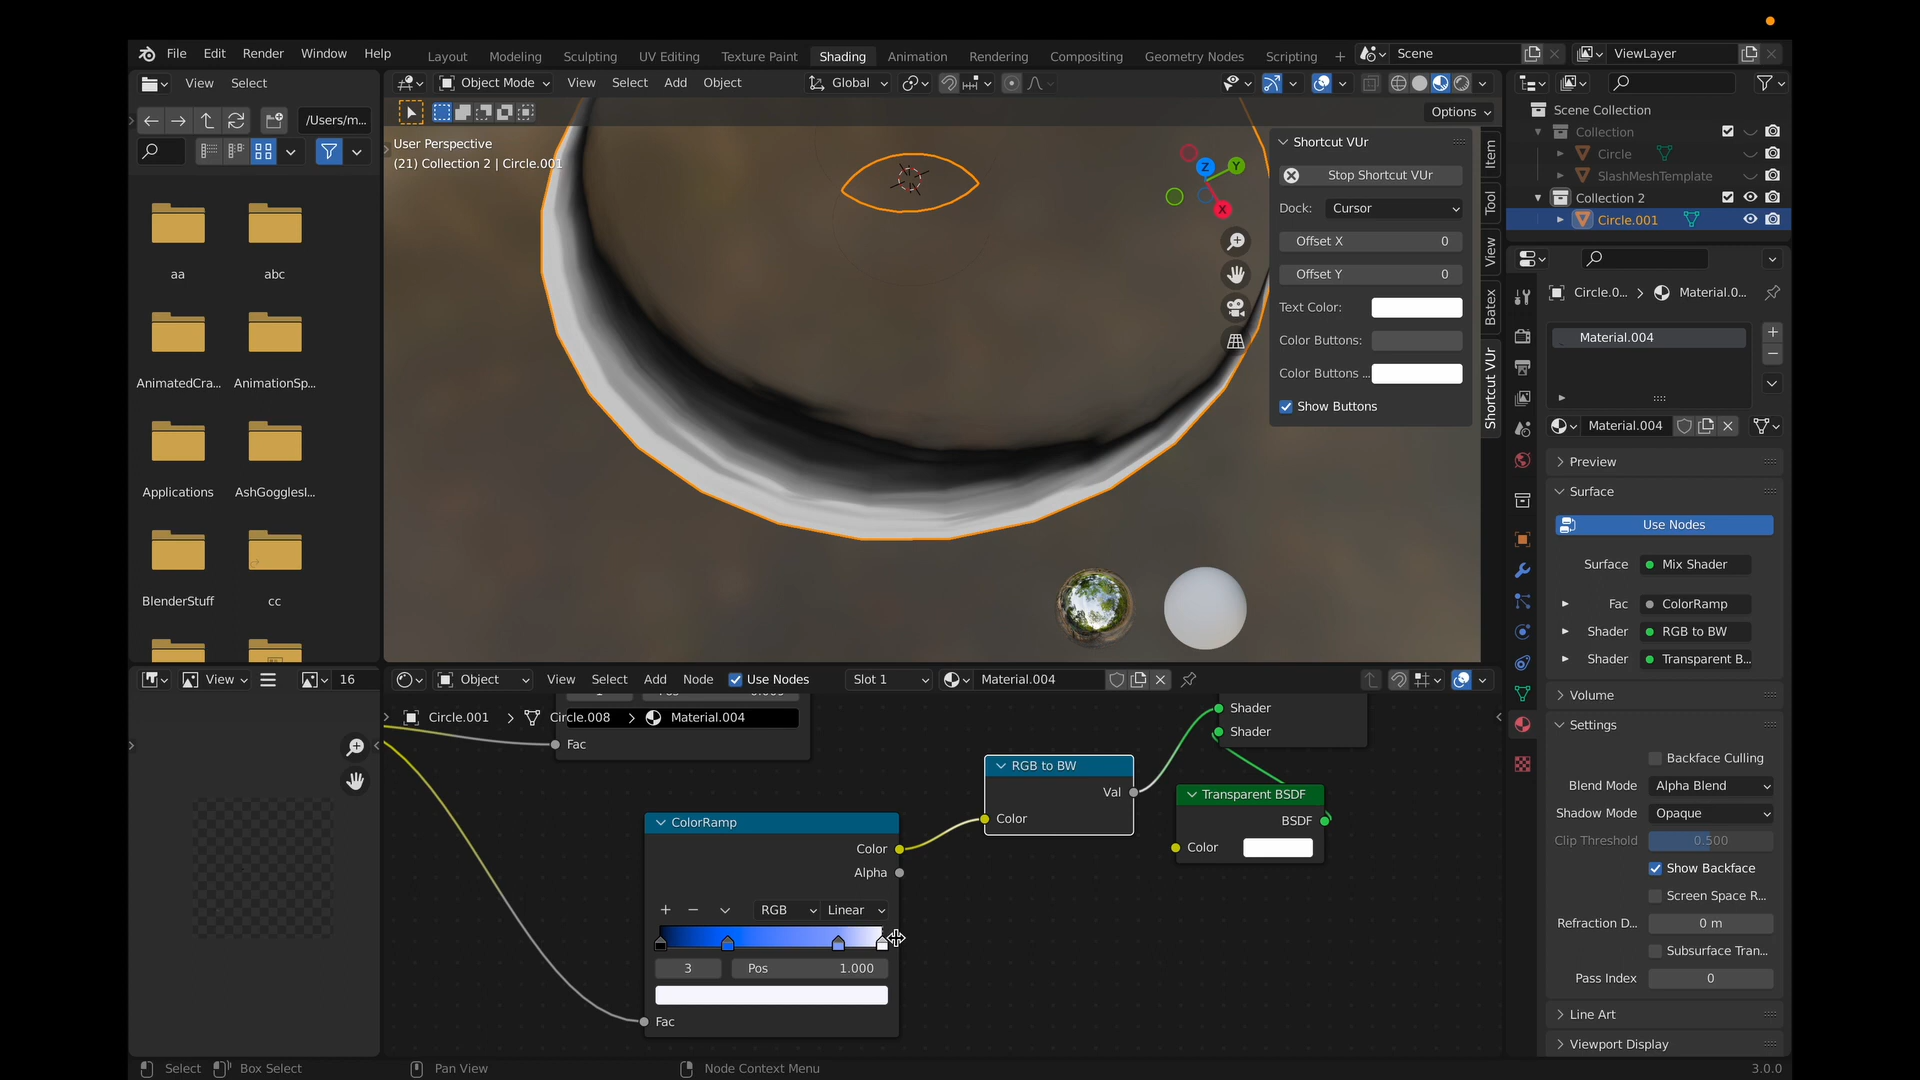 File Edit Render Window Help
Layout Modeling Sculpting UV Editing Texture Paint Shading Animation Rendering Compositing Geometry Nodes Scripting
Scene
ViewLayer
View Select
Object Mode
View Select Add Object
Global
/Users/m...
Options
User Perspective
(21) Collection 2 | Circle.001
Shortcut VUr
Stop Shortcut VUr
Dock: Cursor
Offset X 0
Offset Y 0
Text Color:
Color Buttons:
Color Buttons ...
Show Buttons
Z
Y
X
Item
Tool
View
Batex
Shortcut VUr
Scene Collection
Collection
Circle
SlashMeshTemplate
Collection 2
Circle.001
aa
abc
AnimatedCra...
AnimationSp...
Applications
AshGogglesI...
BlenderStuff
cc
Circle.0...
Material.0...
Material.004
Material.004
Preview
Surface
Use Nodes
Surface Mix Shader
Fac ColorRamp
Shader RGB to BW
Shader Transparent B...
Volume
Settings
Backface Culling
Blend Mode Alpha Blend
Shadow Mode Opaque
Clip Threshold 0.500
Show Backface
Screen Space R...
Refraction D... 0 m
Subsurface Tran...
Pass Index 0
Line Art
Viewport Display
View
16
Object
View Select Add Node Use Nodes
Slot 1
Material.004
Circle.001
Circle.008
Material.004
Fac
Shader
Shader
RGB to BW
Val
Color
Transparent BSDF
BSDF
Color
ColorRamp
Color
Alpha
RGB
Linear
3
Pos 1.000
Fac
Select
Box Select
Pan View
Node Context Menu
3.0.0